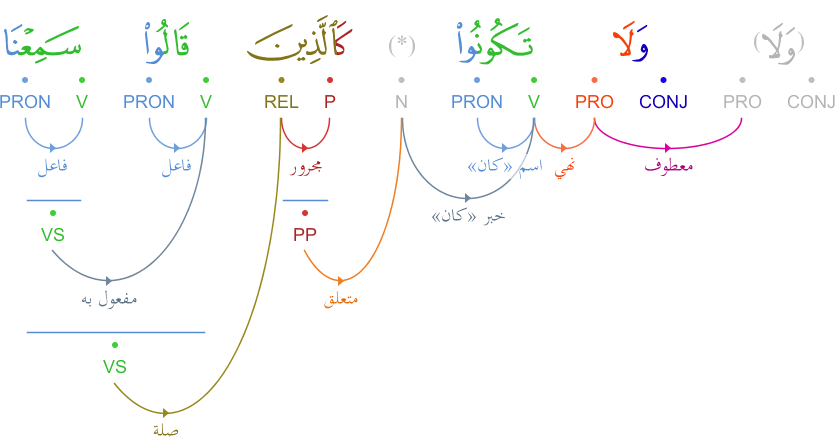 (وَلَا) وَلَا تَكُونُوا۟ (*) كَٱلَّذِينَ قَالُوا۟ سَمِعْنَا
PRON V PRON V REL P N PRON V PRO CONJ PRO CONJ
فاعل فاعل مجرور اسم «كان» نهي معطوف
خبر «كان»
VS PP
مفعول به متعلق
VS
صلة